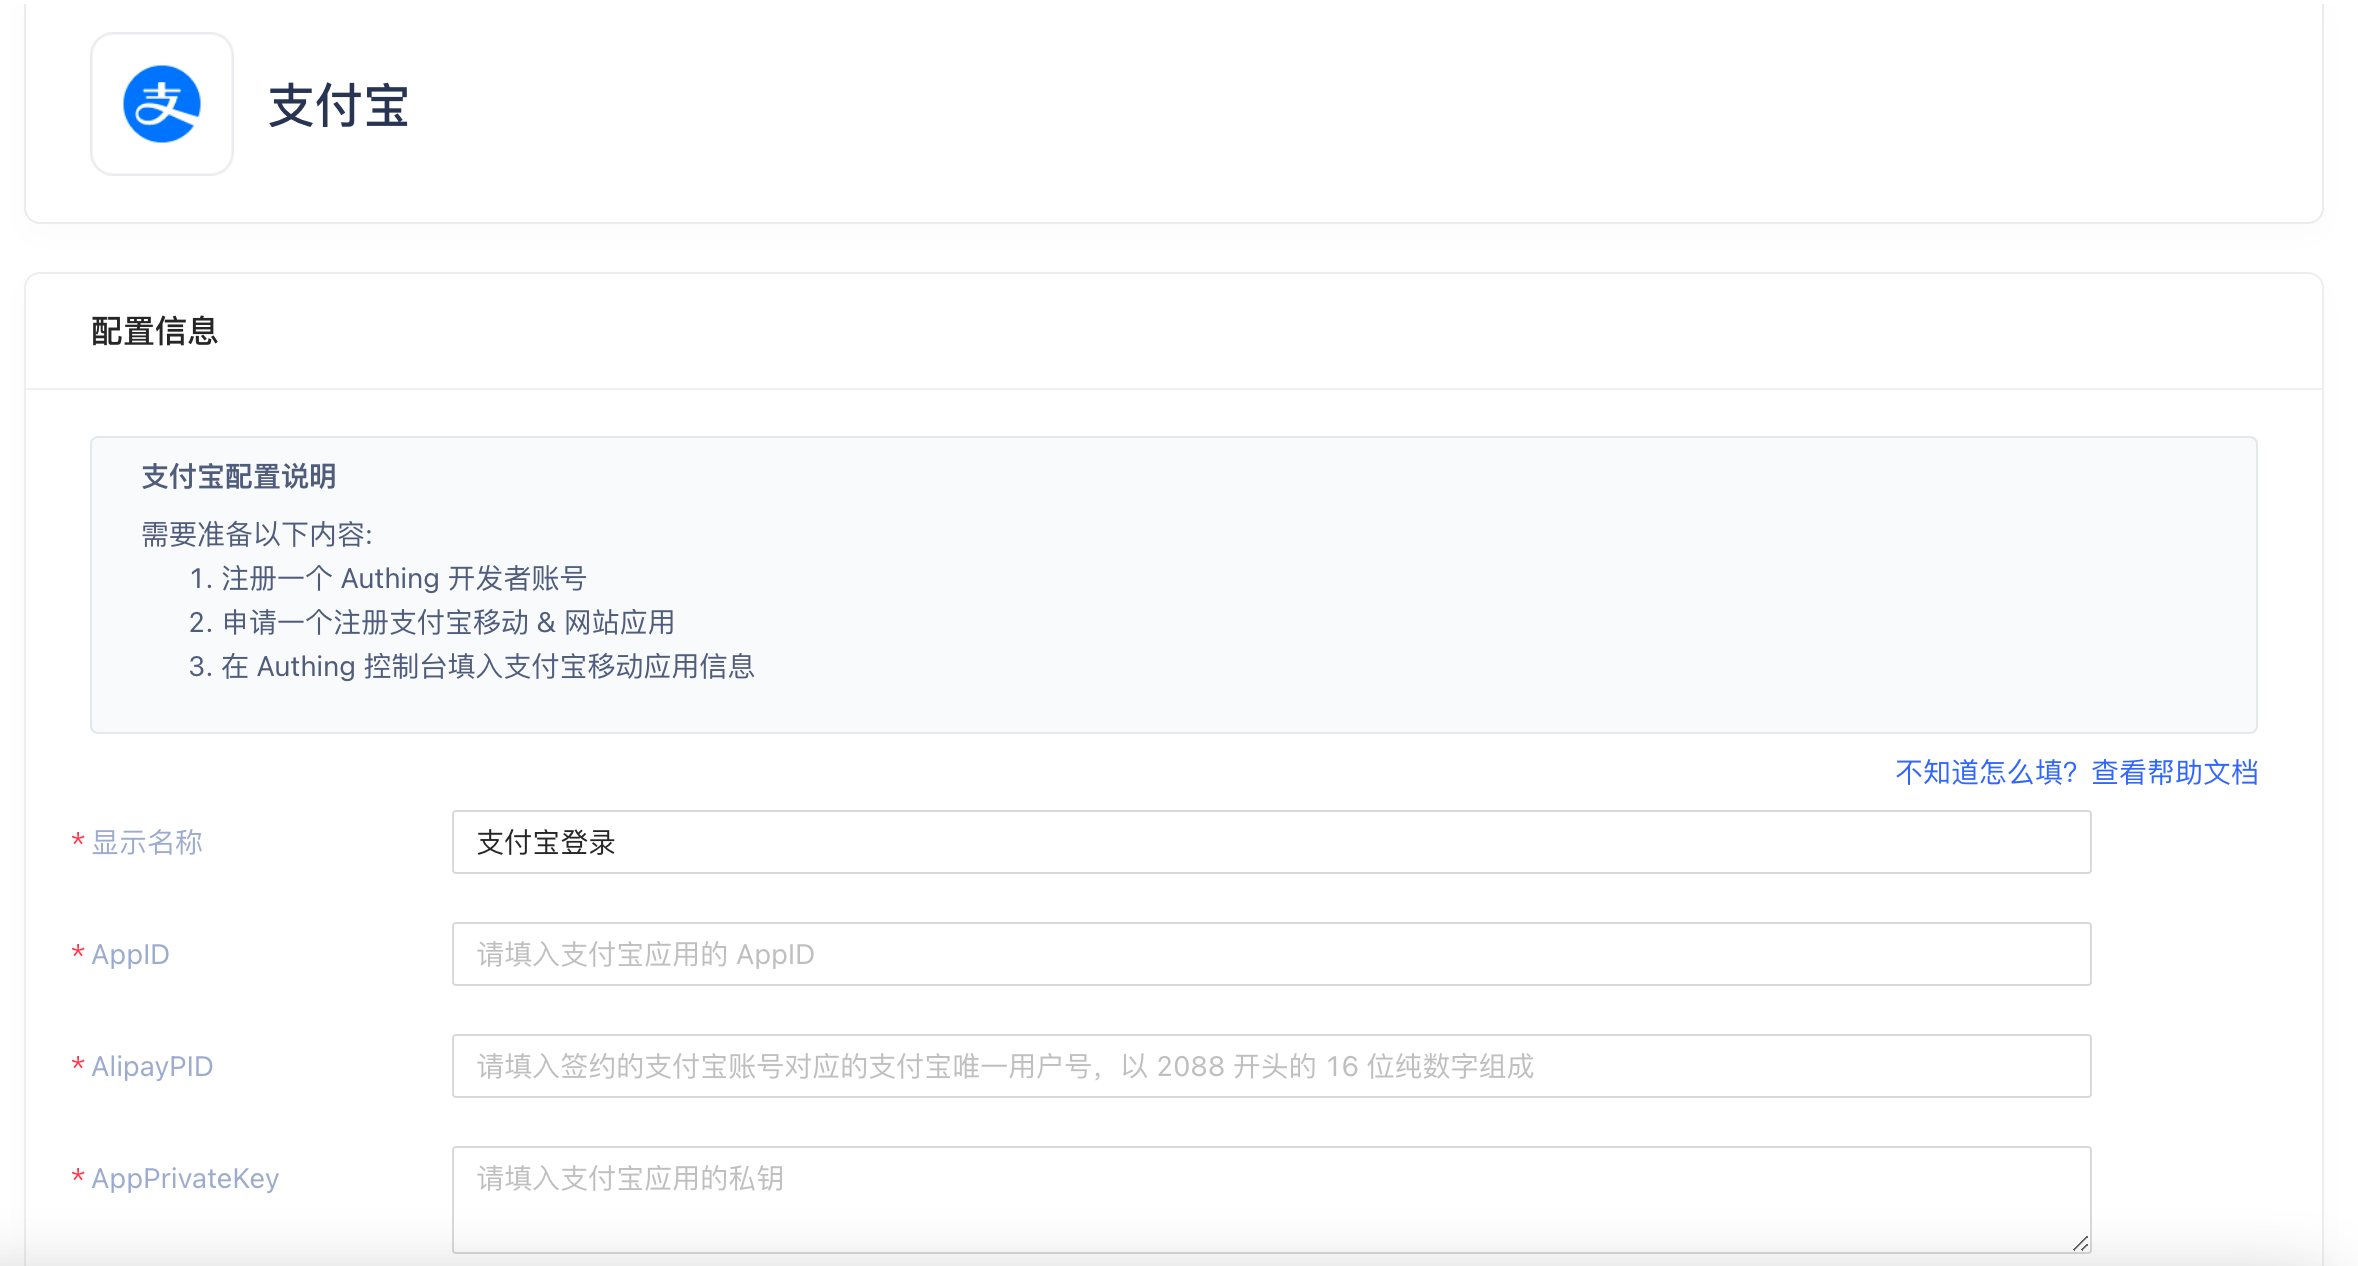 支付宝
配置信息
支付宝配置说明
需要准备以下内容:
1. 注册一个 Authing 开发者账号
2. 申请一个注册支付宝移动 & 网站应用
3. 在 Authing 控制台填入支付宝移动应用信息
不知道怎么填？查看帮助文档
* 显示名称
支付宝登录
* AppID
请填入支付宝应用的 AppID
* AlipayPID
请填入签约的支付宝账号对应的支付宝唯一用户号，以 2088 开头的 16 位纯数字组成
* AppPrivateKey
请填入支付宝应用的私钥